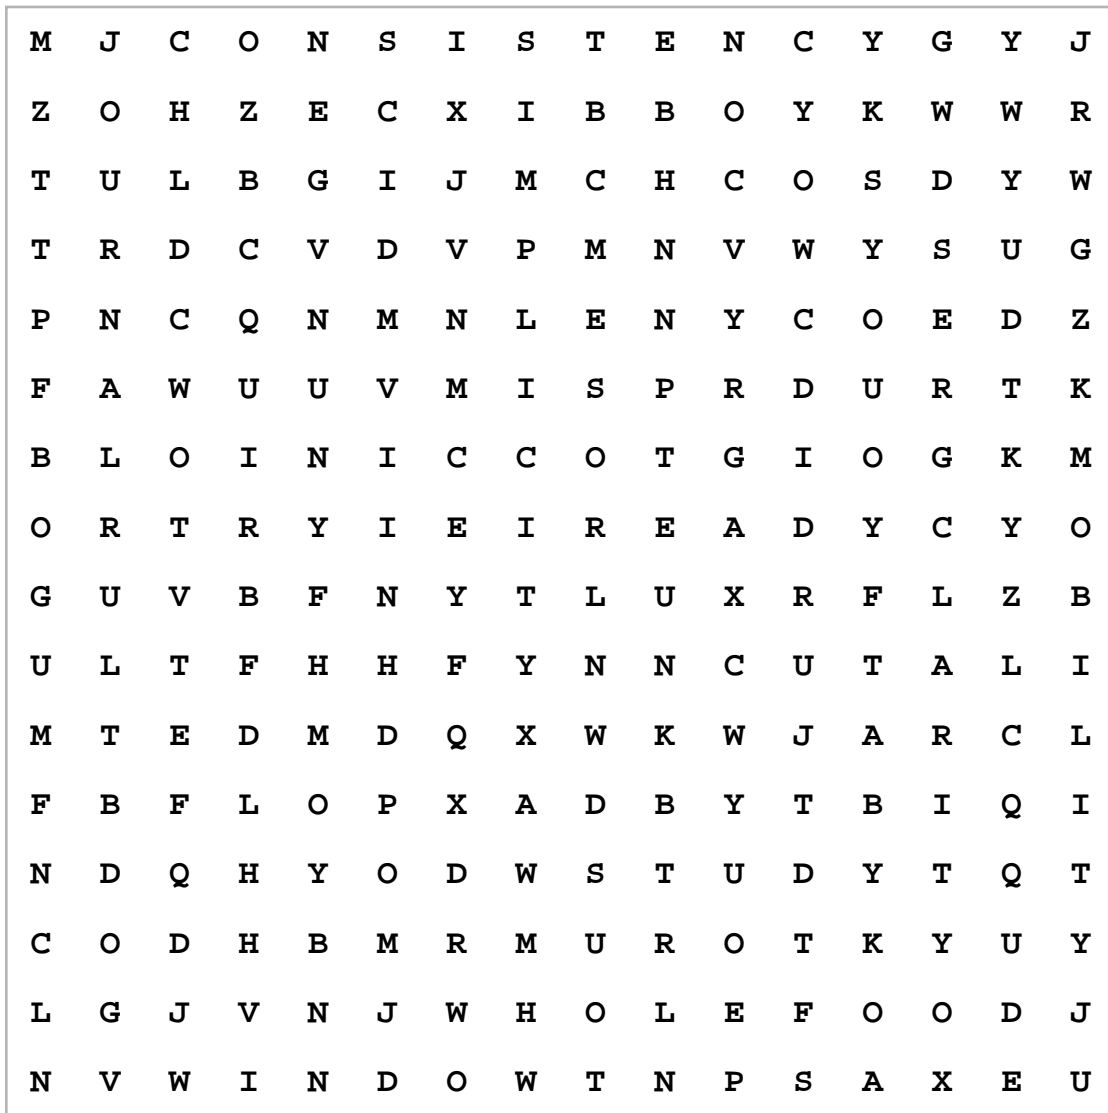 M J C O N S I S T E N C Y G Y J
Z O H Z E C X I B B O Y K W W R
T U L B G I J M C H C O S D Y W
T R D C V D V P M N V W Y S U G
P N C Q N M N L E N Y C O E D Z
F A W U U V M I S P R D U R T K
B L O I N I C C O T G I O G K M
O R T R Y I E I R E A D Y C Y O
G U V B F N Y T L U X R F L Z B
U L T F H H F Y N N C U T A L I
M T E D M D Q X W K W J A R C L
F B F L O P X A D B Y T B I Q I
N D Q H Y O D W S T U D Y T Q T
C O D H B M R M U R O T K Y U Y
L G J V N J W H O L E F O O D J
N V W I N D O W T N P S A X E U